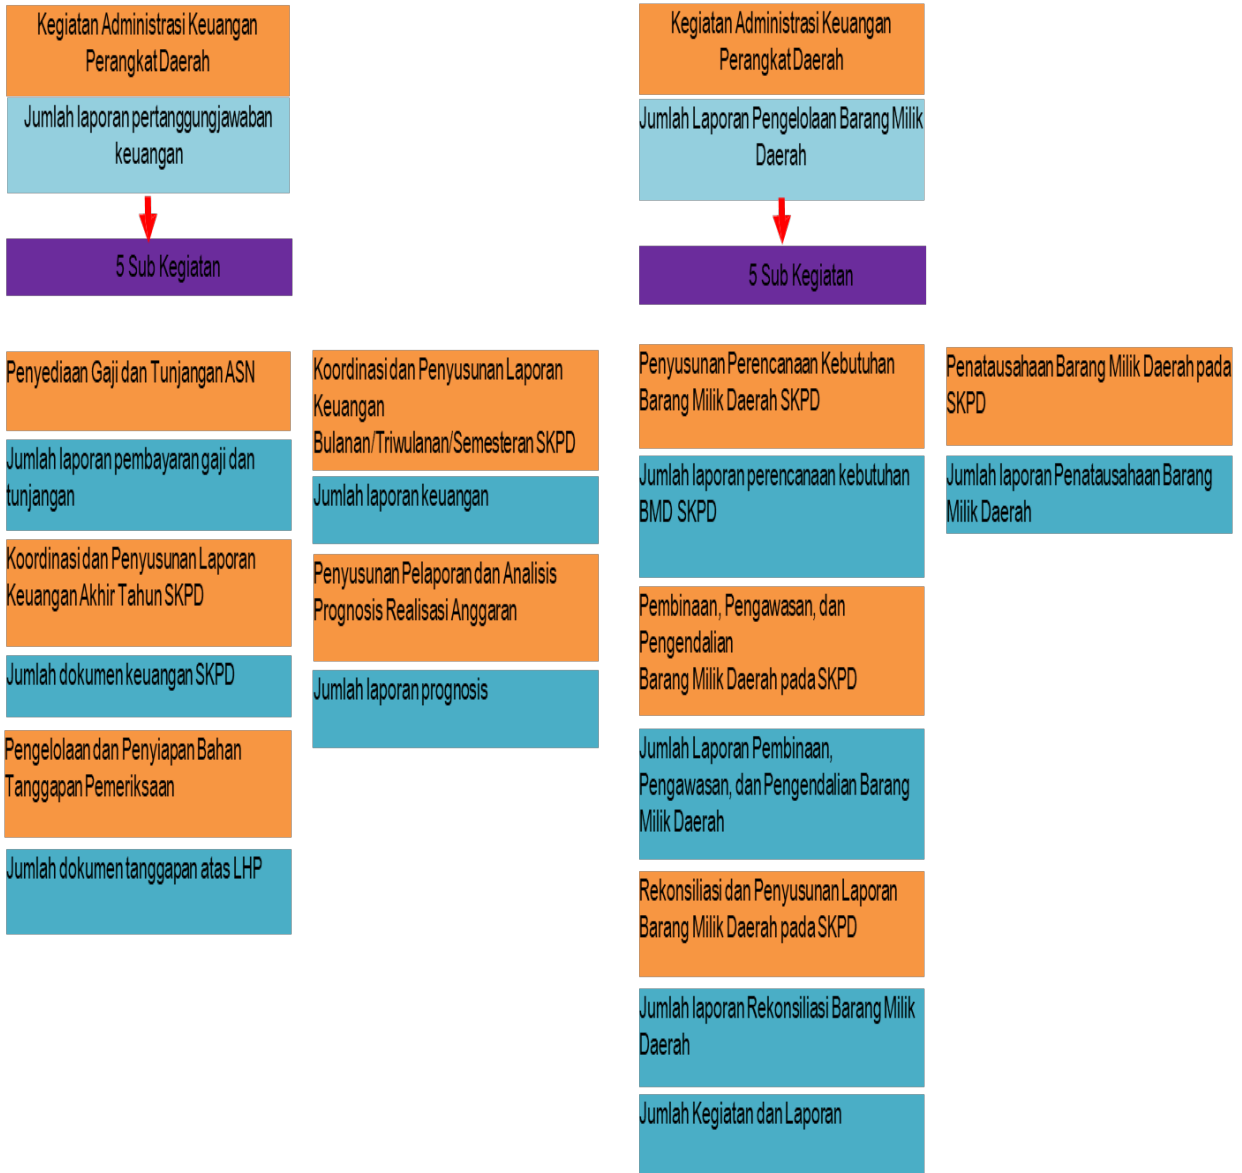 Kegiatan Administrasi Keuangan
Perangkat Daerah
Jumlah laporan pertanggungjawaban
keuangan
5 Sub Kegiatan
Penyediaan Gaji dan Tunjangan ASN
Jumlah laporan pembayaran gaji dan
tunjangan
Koordinasi dan Penyusunan Laporan
Keuangan Akhir Tahun SKPD
Jumlah dokumen keuangan SKPD
Pengelolaan dan Penyiapan Bahan
Tanggapan Pemeriksaan
Jumlah dokumen tanggapan atas LHP
Koordinasi dan Penyusunan Laporan
Keuangan
Bulanan/Triwulanan/Semesteran SKPD
Jumlah laporan keuangan
Penyusunan Pelaporan dan Analisis
Prognosis Realisasi Anggaran
Jumlah laporan prognosis
Kegiatan Administrasi Keuangan
Perangkat Daerah
Jumlah Laporan Pengelolaan Barang Milik
Daerah
5 Sub Kegiatan
Penyusunan Perencanaan Kebutuhan
Barang Milik Daerah SKPD
Jumlah laporan perencanaan kebutuhan
BMD SKPD
Pembinaan, Pengawasan, dan
Pengendalian
Barang Milik Daerah pada SKPD
Jumlah Laporan Pembinaan,
Pengawasan, dan Pengendalian Barang
Milik Daerah
Rekonsiliasi dan Penyusunan Laporan
Barang Milik Daerah pada SKPD
Jumlah laporan Rekonsiliasi Barang Milik
Daerah
Jumlah Kegiatan dan Laporan
Penatausahaan Barang Milik Daerah pada
SKPD
Jumlah laporan Penatausahaan Barang
Milik Daerah